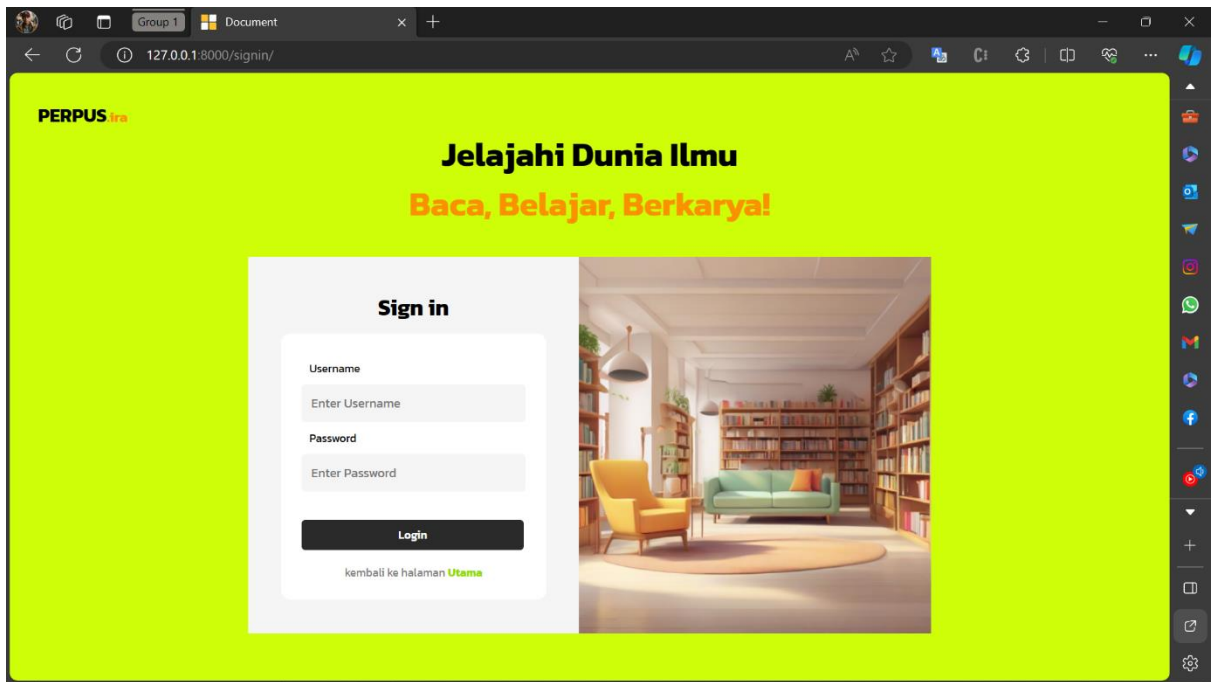 Group 1
Document
127.0.0.1:8000/signin/
PERPUS.ira
Jelajahi Dunia Ilmu
Baca, Belajar, Berkarya!
Sign in
Username
Enter Username
Password
Enter Password
Login
kembali ke halaman Utama